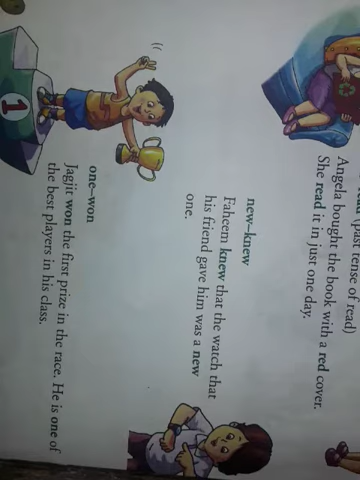 (past tense of read)
Angela bought the book with a red cover.
She read it in just one day.
new–knew
Faheem knew that the watch that
his friend gave him was a new
one.
one–won
Jagjit won the first prize in the race. He is one of
the best players in his class.
1